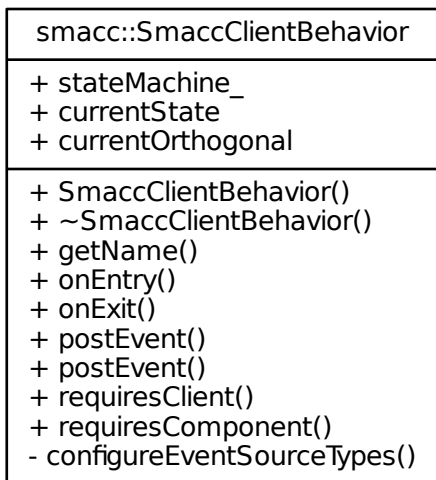 smacc::SmaccClientBehavior
+ stateMachine_
+ currentState
+ currentOrthogonal
+ SmaccClientBehavior()
+ ~SmaccClientBehavior()
+ getName()
+ onEntry()
+ onExit()
+ postEvent()
+ postEvent()
+ requiresClient()
+ requiresComponent()
- configureEventSourceTypes()